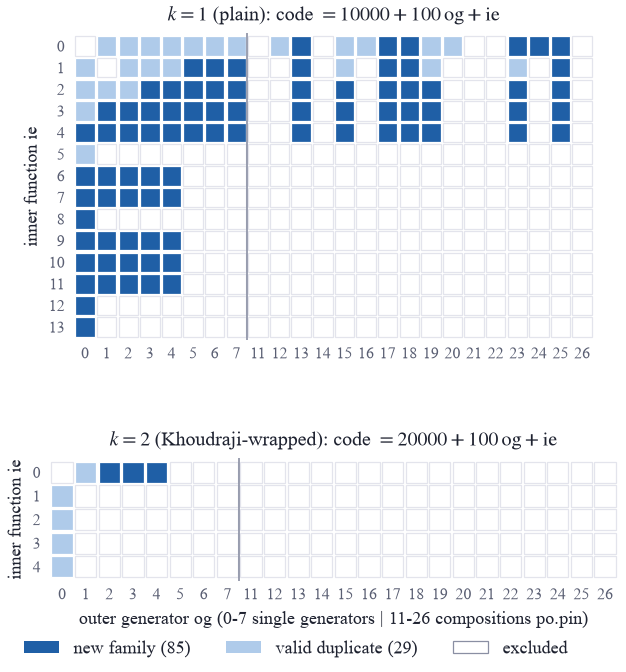 k = 1 (plain): code = 10000 + 100 og + ie
inner function ie
0
1
2
3
4
5
6
7
8
9
10
11
12
13
0 1 2 3 4 5 6 7 11 12 13 14 15 16 17 18 19 20 21 22 23 24 25 26
k = 2 (Khoudraji-wrapped): code = 20000 + 100 og + ie
inner function ie
0
1
2
3
4
0 1 2 3 4 5 6 7 11 12 13 14 15 16 17 18 19 20 21 22 23 24 25 26
outer generator og (0-7 single generators | 11-26 compositions po.pin)
new family (85) valid duplicate (29) excluded